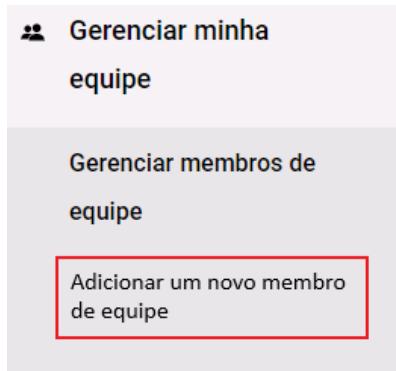 Gerenciar minha
equipe
Gerenciar membros de
equipe
Adicionar um novo membro
de equipe